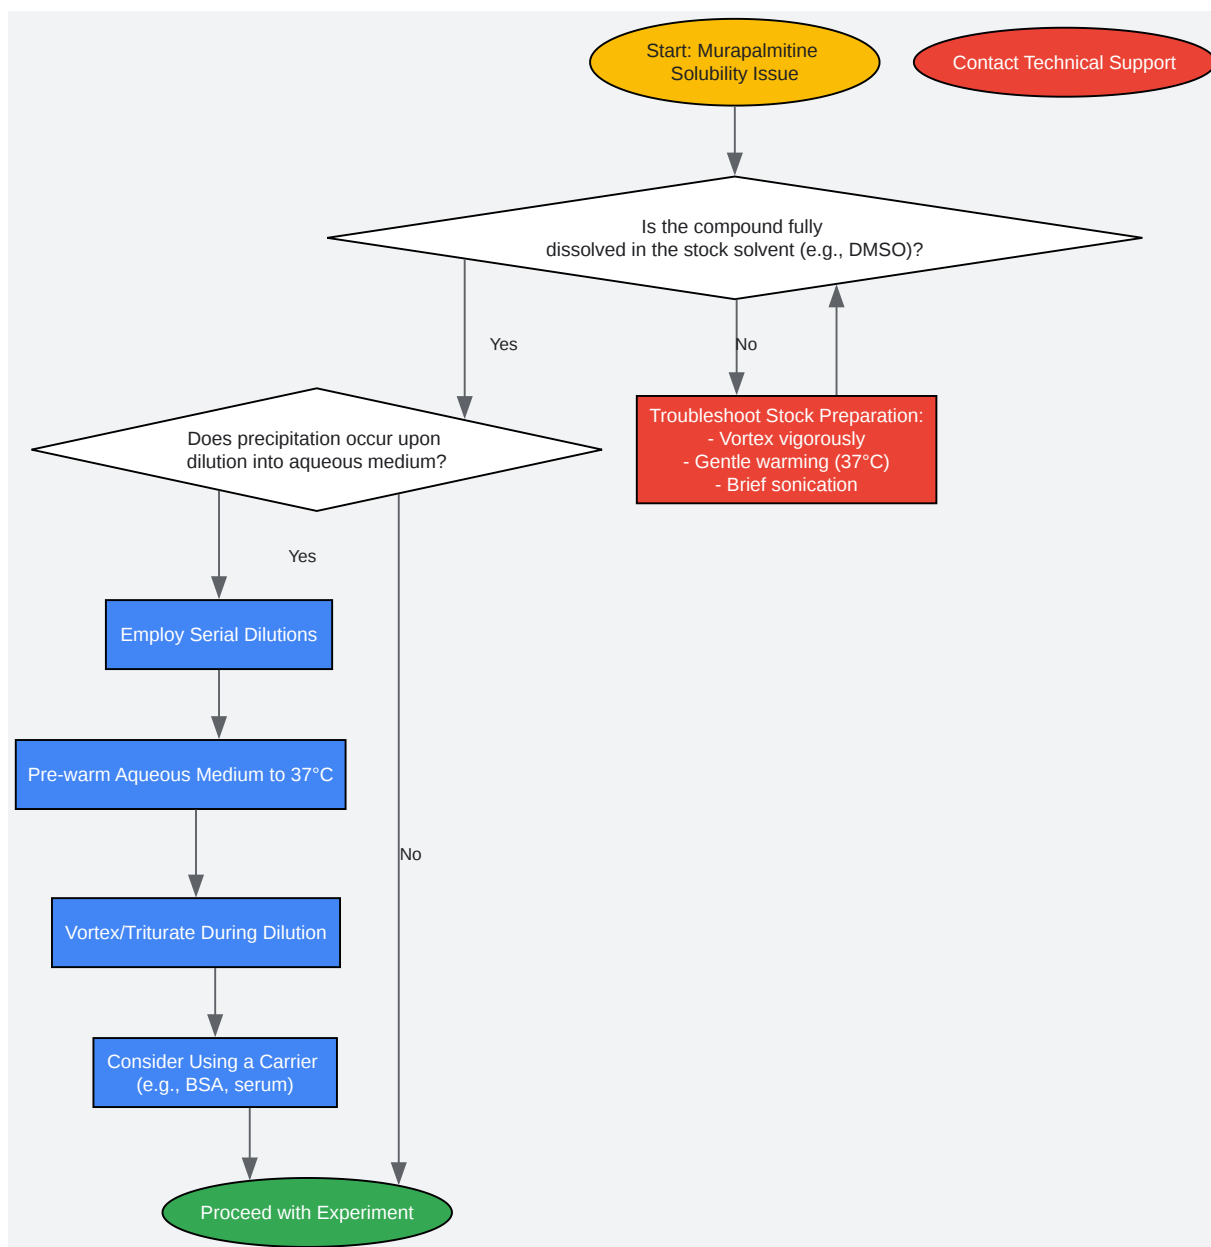 Start: Murapalmitine
Solubility Issue
Contact Technical Support
Is the compound fully
dissolved in the stock solvent (e.g., DMSO)?
Yes
No
Does precipitation occur upon
dilution into aqueous medium?
Troubleshoot Stock Preparation:
- Vortex vigorously
- Gentle warming (37°C)
- Brief sonication
Yes
Employ Serial Dilutions
Pre-warm Aqueous Medium to 37°C
No
Vortex/Triturate During Dilution
Consider Using a Carrier
(e.g., BSA, serum)
Proceed with Experiment